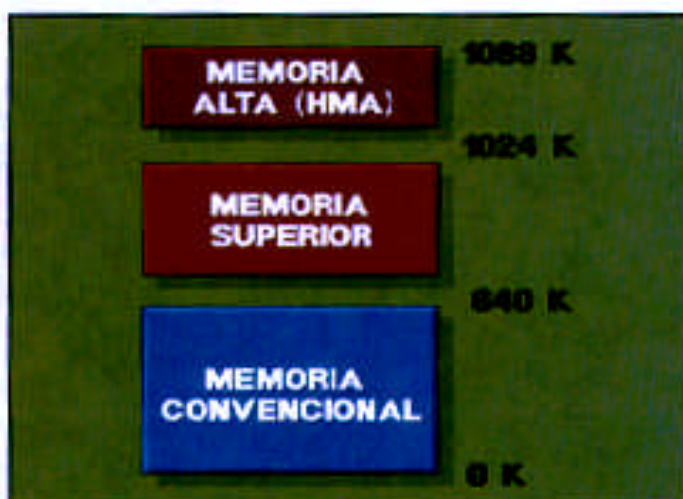 1088 K
MEMORIA
ALTA (HMA)
1024 K
MEMORIA
SUPERIOR
640 K
MEMORIA
CONVENCIONAL
0 K